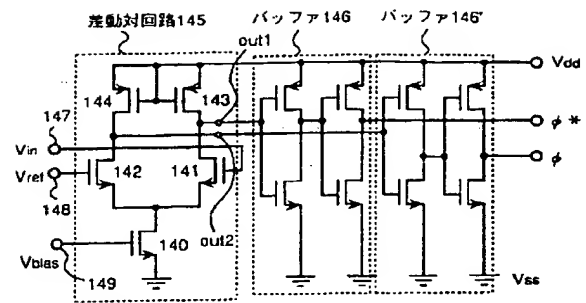 差動対回路145
バッファ146
バッファ146'
out1
Vdd
144
143
147
φ *
Vin
φ
Vref
142
141
148
140
out2
Vbias
149
Vss